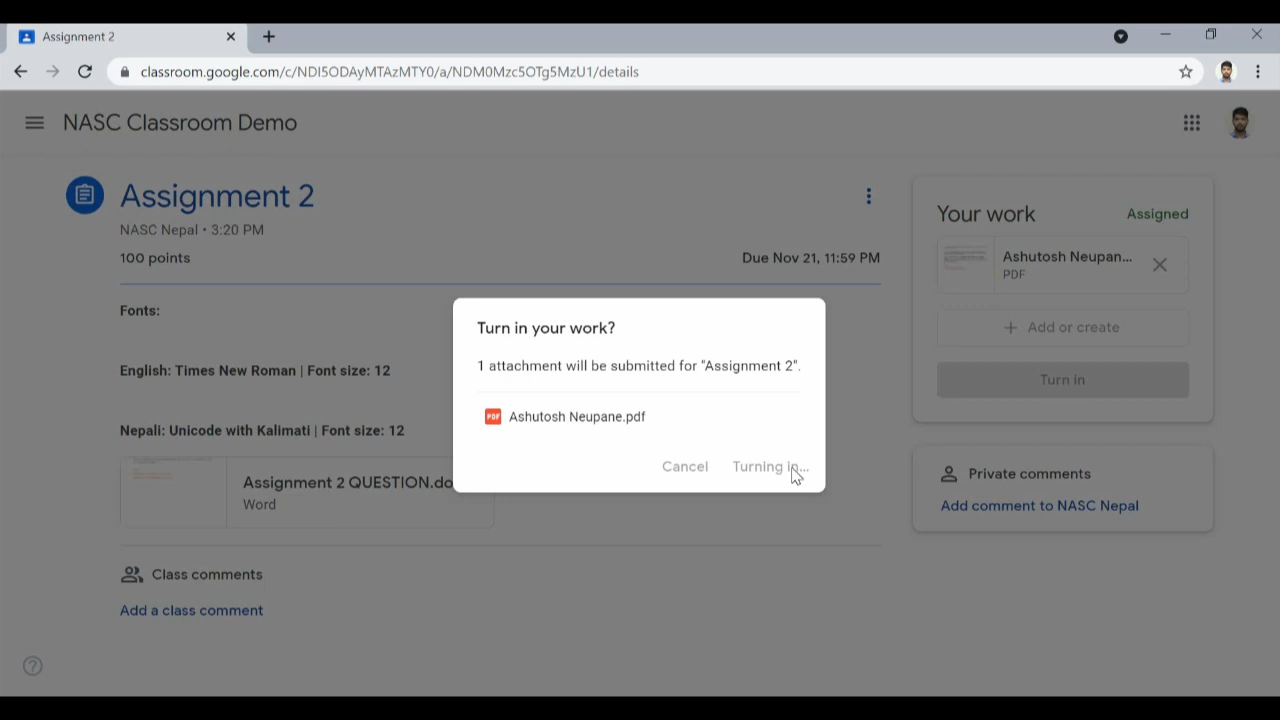 Assignment 2
classroom.google.com/c/NDI5ODAyMTAzMTY0/a/NDM0Mzc5OTg5MzU1/details
NASC Classroom Demo
Assignment 2
NASC Nepal • 3:20 PM
100 points
Due Nov 21, 11:59 PM
Fonts:
English: Times New Roman | Font size: 12
Nepali: Unicode with Kalimati | Font size: 12
Assignment 2 QUESTION.do
Word
Class comments
Add a class comment
Turn in your work?
1 attachment will be submitted for "Assignment 2".
PDF
Ashutosh Neupane.pdf
Cancel
Turning in...
Your work
Assigned
Ashutosh Neupan...
PDF
+ Add or create
Turn in
Private comments
Add comment to NASC Nepal